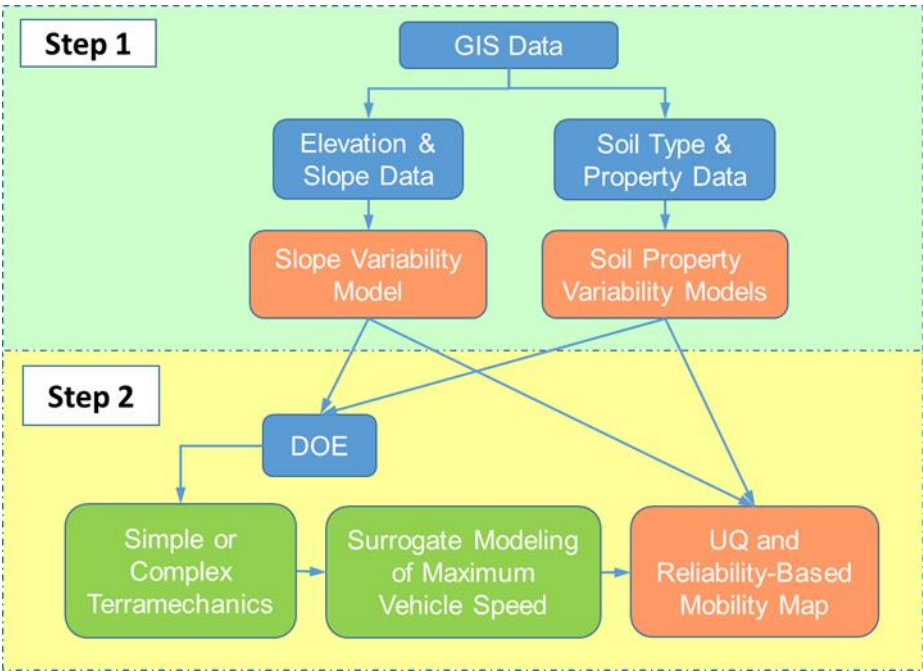 Step 1
GIS Data
Elevation &
Slope Data
Soil Type &
Property Data
Slope Variability
Model
Soil Property
Variability Models
Step 2
DOE
Simple or
Complex
Terramechanics
Surrogate Modeling
of Maximum
Vehicle Speed
UQ and
Reliability-Based
Mobility Map